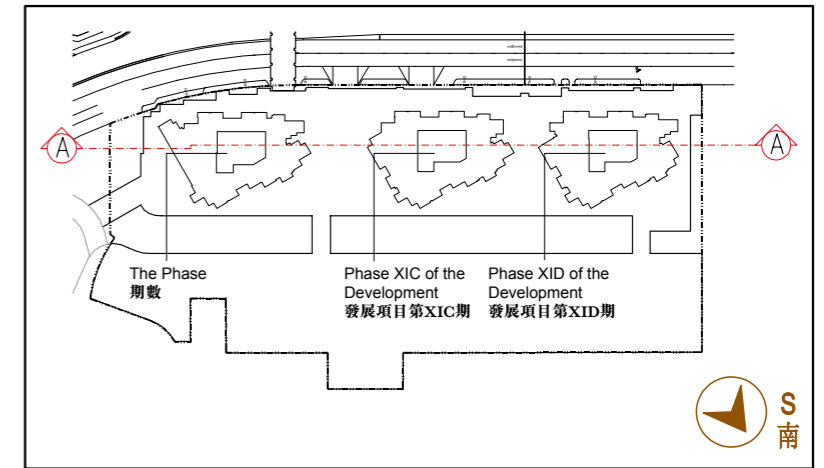 A
A
The Phase
期數
Phase XIC of the
Development
發展項目第XIC期
Phase XID of the
Development
發展項目第XID期
S
南